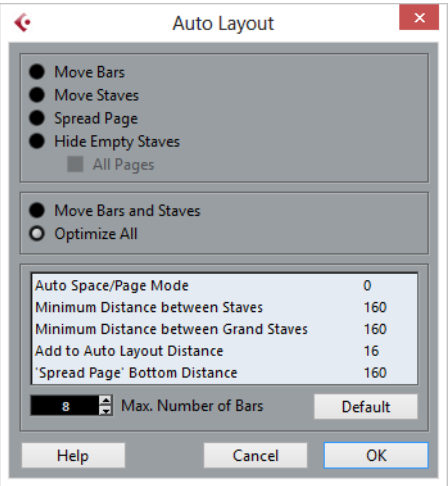 Auto Layout
Move Bars
Move Staves
Spread Page
Hide Empty Staves
All Pages
Move Bars and Staves
Optimize All
Auto Space/Page Mode 0
Minimum Distance between Staves 160
Minimum Distance between Grand Staves 160
Add to Auto Layout Distance 16
'Spread Page' Bottom Distance 160
8 Max. Number of Bars Default
Help Cancel OK